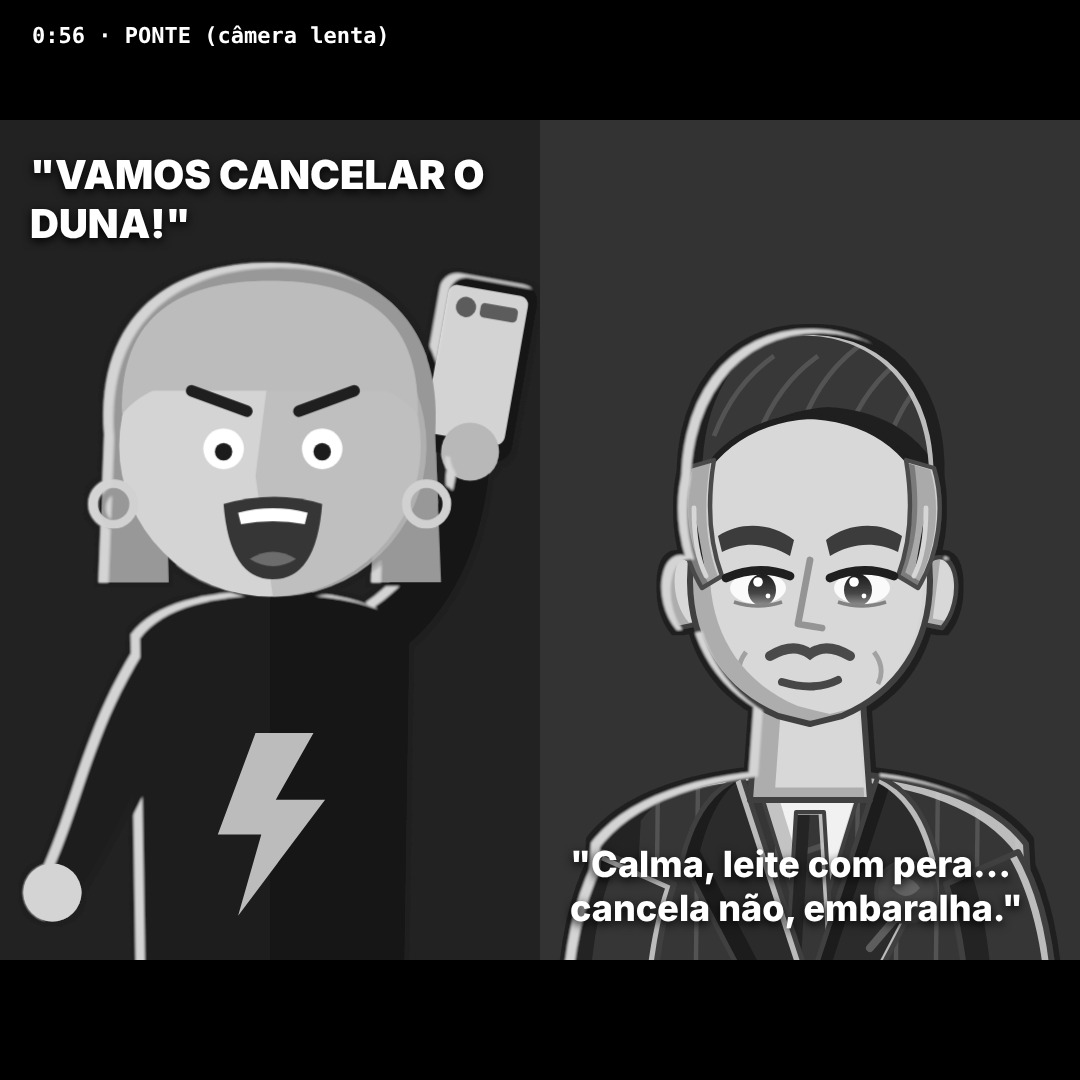 0:56 · PONTE (câmera lenta)
"VAMOS CANCELAR O
DUNA!"
"Calma, leite com pera...
cancela não, embaralha."